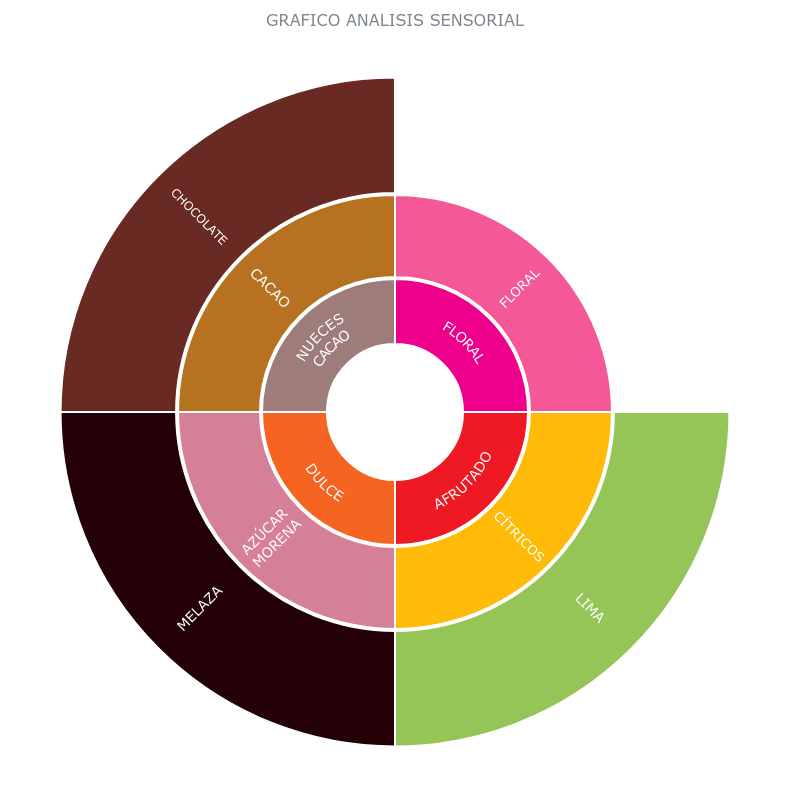 GRAFICO ANALISIS SENSORIAL
CHOCOLATE
CACAO
NUECES
CACAO
FLORAL
FLORAL
DULCE
AZÚCAR
MORENA
MELAZA
AFRUTADO
CÍTRICOS
LIMA